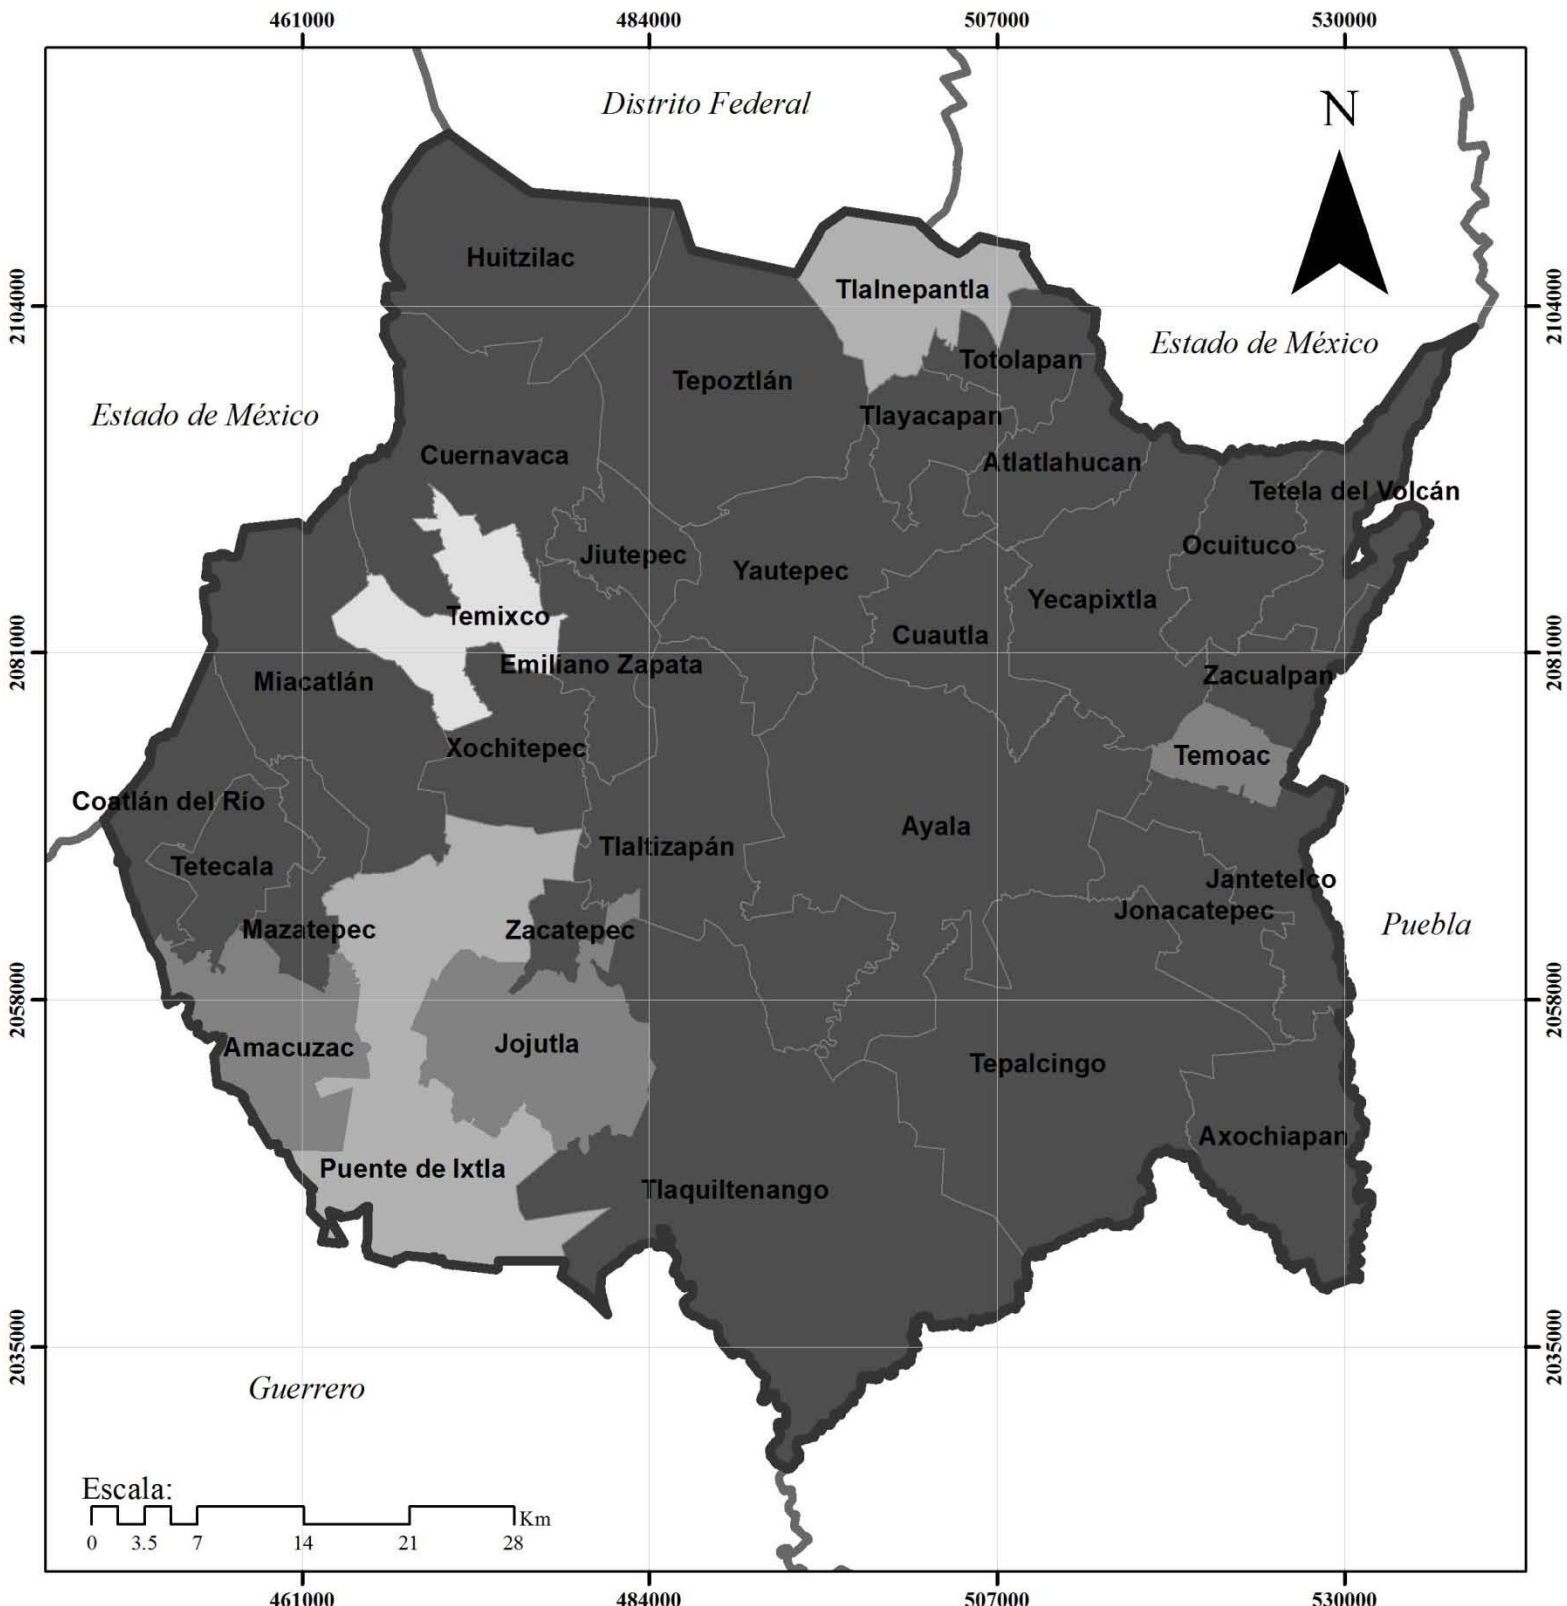 461000 484000 507000 530000
Distrito Federal
N
Huitzilac
Tlalnepantla
2104000 2104000
Estado de México
Totolapan
Tepoztlán
Estado de México
Tlayacapan
Cuernavaca
Atlatlahucan
Tetela del Volcán
Ocuituco
Jiutepec
Yautepec
Yecapixtla
Temixco
Cuautla
2081000 2081000
Emiliano Zapata
Zacualpan
Miacatlán
Xochitepec
Temoac
Coatlán del Río
Ayala
Tlaltizapán
Tetecala
Jantetelco
Jonacatepec
Puebla
Mazatepec
Zacatepec
2058000 2058000
Amacuzac
Jojutla
Tepalcingo
Axochiapan
Puente de Ixtla
Tlaquiltenango
2035000 2035000
Guerrero
Escala:
Km
0 3.5 7 14 21 28
461000 484000 507000 530000